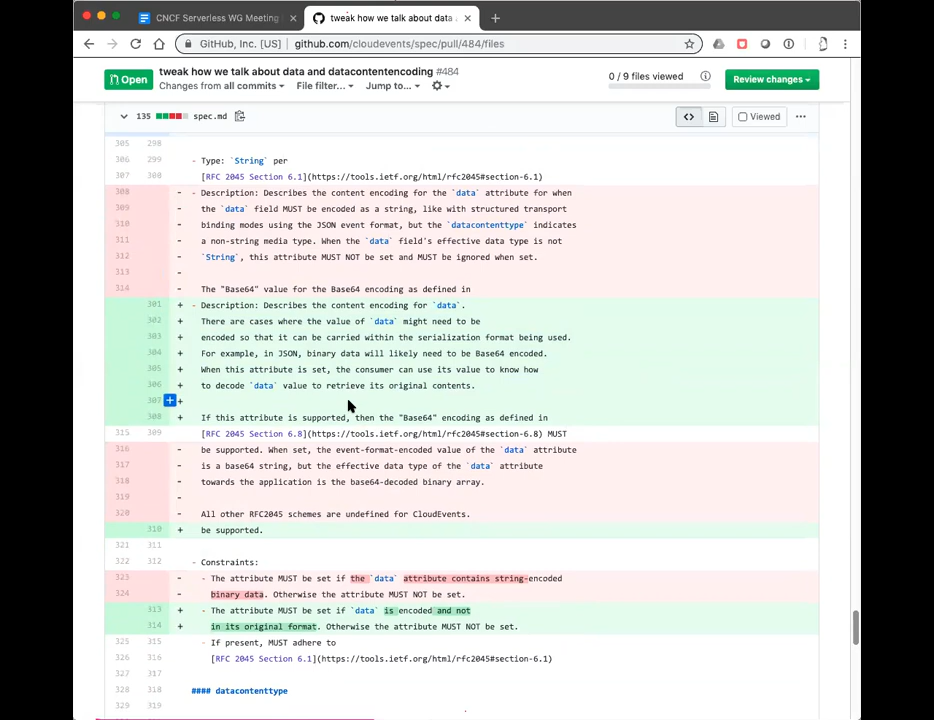 CNCF Serverless WG Meeting
tweak how we talk about data
GitHub, Inc. [US] | github.com/cloudevents/spec/pull/484/files
Open
tweak how we talk about data and datacontentencoding #484
Changes from all commits
File filter...
Jump to...
0 / 9 files viewed
Review changes
135 spec.md
Viewed
305 298
306 299 - Type: `String` per
307 300 [RFC 2045 Section 6.1](https://tools.ietf.org/html/rfc2045#section-6.1)
308 - - Description: Describes the content encoding for the `data` attribute for when
309 - the `data` field MUST be encoded as a string, like with structured transport
310 - binding modes using the JSON event format, but the `datacontenttype` indicates
311 - a non-string media type. When the `data` field's effective data type is not
312 - `String`, this attribute MUST NOT be set and MUST be ignored when set.
313 -
314 - The "Base64" value for the Base64 encoding as defined in
301 + - Description: Describes the content encoding for `data`.
302 + There are cases where the value of `data` might need to be
303 + encoded so that it can be carried within the serialization format being used.
304 + For example, in JSON, binary data will likely need to be Base64 encoded.
305 + When this attribute is set, the consumer can use its value to know how
306 + to decode `data` value to retrieve its original contents.
307 +
308 + If this attribute is supported, then the "Base64" encoding as defined in
315 309 [RFC 2045 Section 6.8](https://tools.ietf.org/html/rfc2045#section-6.8) MUST
316 - be supported. When set, the event-format-encoded value of the `data` attribute
317 - is a base64 string, but the effective data type of the `data` attribute
318 - towards the application is the base64-decoded binary array.
319 -
320 - All other RFC2045 schemes are undefined for CloudEvents.
310 + be supported.
321 311
322 312 - Constraints:
323 - - The attribute MUST be set if the `data` attribute contains string-encoded
324 - binary data. Otherwise the attribute MUST NOT be set.
313 + - The attribute MUST be set if `data` is encoded and not
314 + in its original format. Otherwise the attribute MUST NOT be set.
325 315 - If present, MUST adhere to
326 316 [RFC 2045 Section 6.1](https://tools.ietf.org/html/rfc2045#section-6.1)
327 317
328 318 #### datacontenttype
329 319